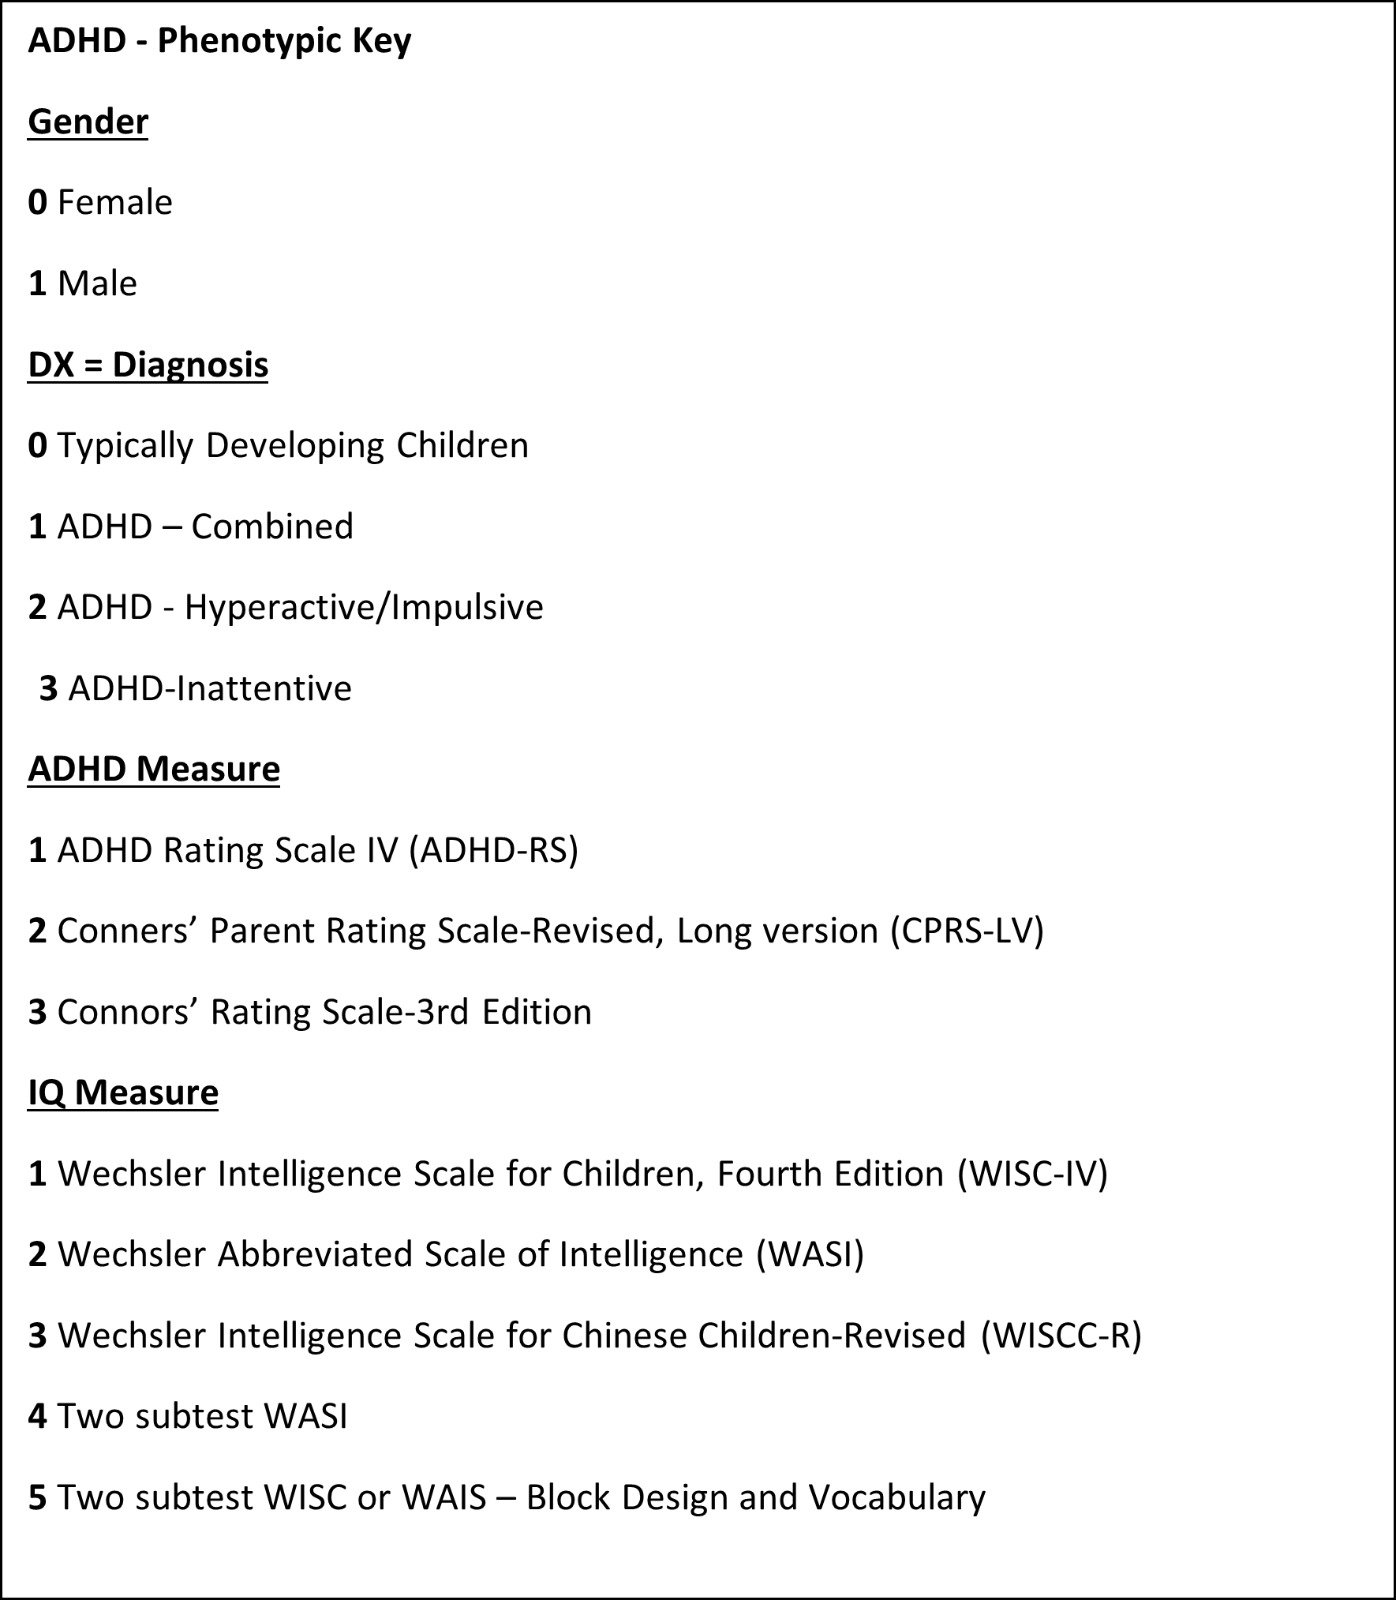 ADHD - Phenotypic Key
Gender
0 Female
1 Male
DX = Diagnosis
0 Typically Developing Children
1 ADHD – Combined
2 ADHD - Hyperactive/Impulsive
3 ADHD-Inattentive
ADHD Measure
1 ADHD Rating Scale IV (ADHD-RS)
2 Conners’ Parent Rating Scale-Revised, Long version (CPRS-LV)
3 Connors’ Rating Scale-3rd Edition
IQ Measure
1 Wechsler Intelligence Scale for Children, Fourth Edition (WISC-IV)
2 Wechsler Abbreviated Scale of Intelligence (WASI)
3 Wechsler Intelligence Scale for Chinese Children-Revised (WISCC-R)
4 Two subtest WASI
5 Two subtest WISC or WAIS – Block Design and Vocabulary